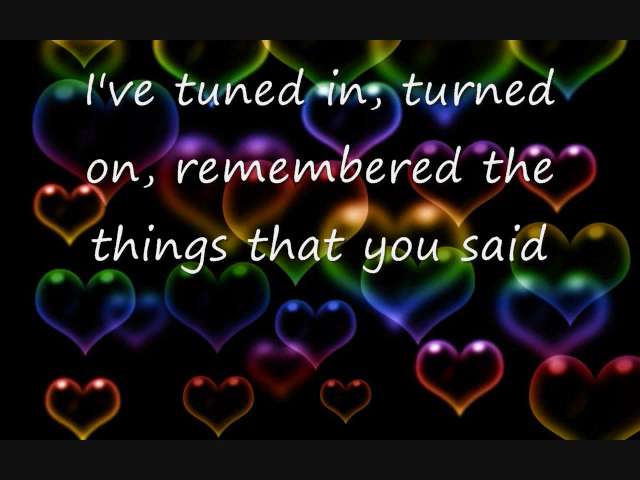 I've tuned in, turned
on, remembered the
things that you said